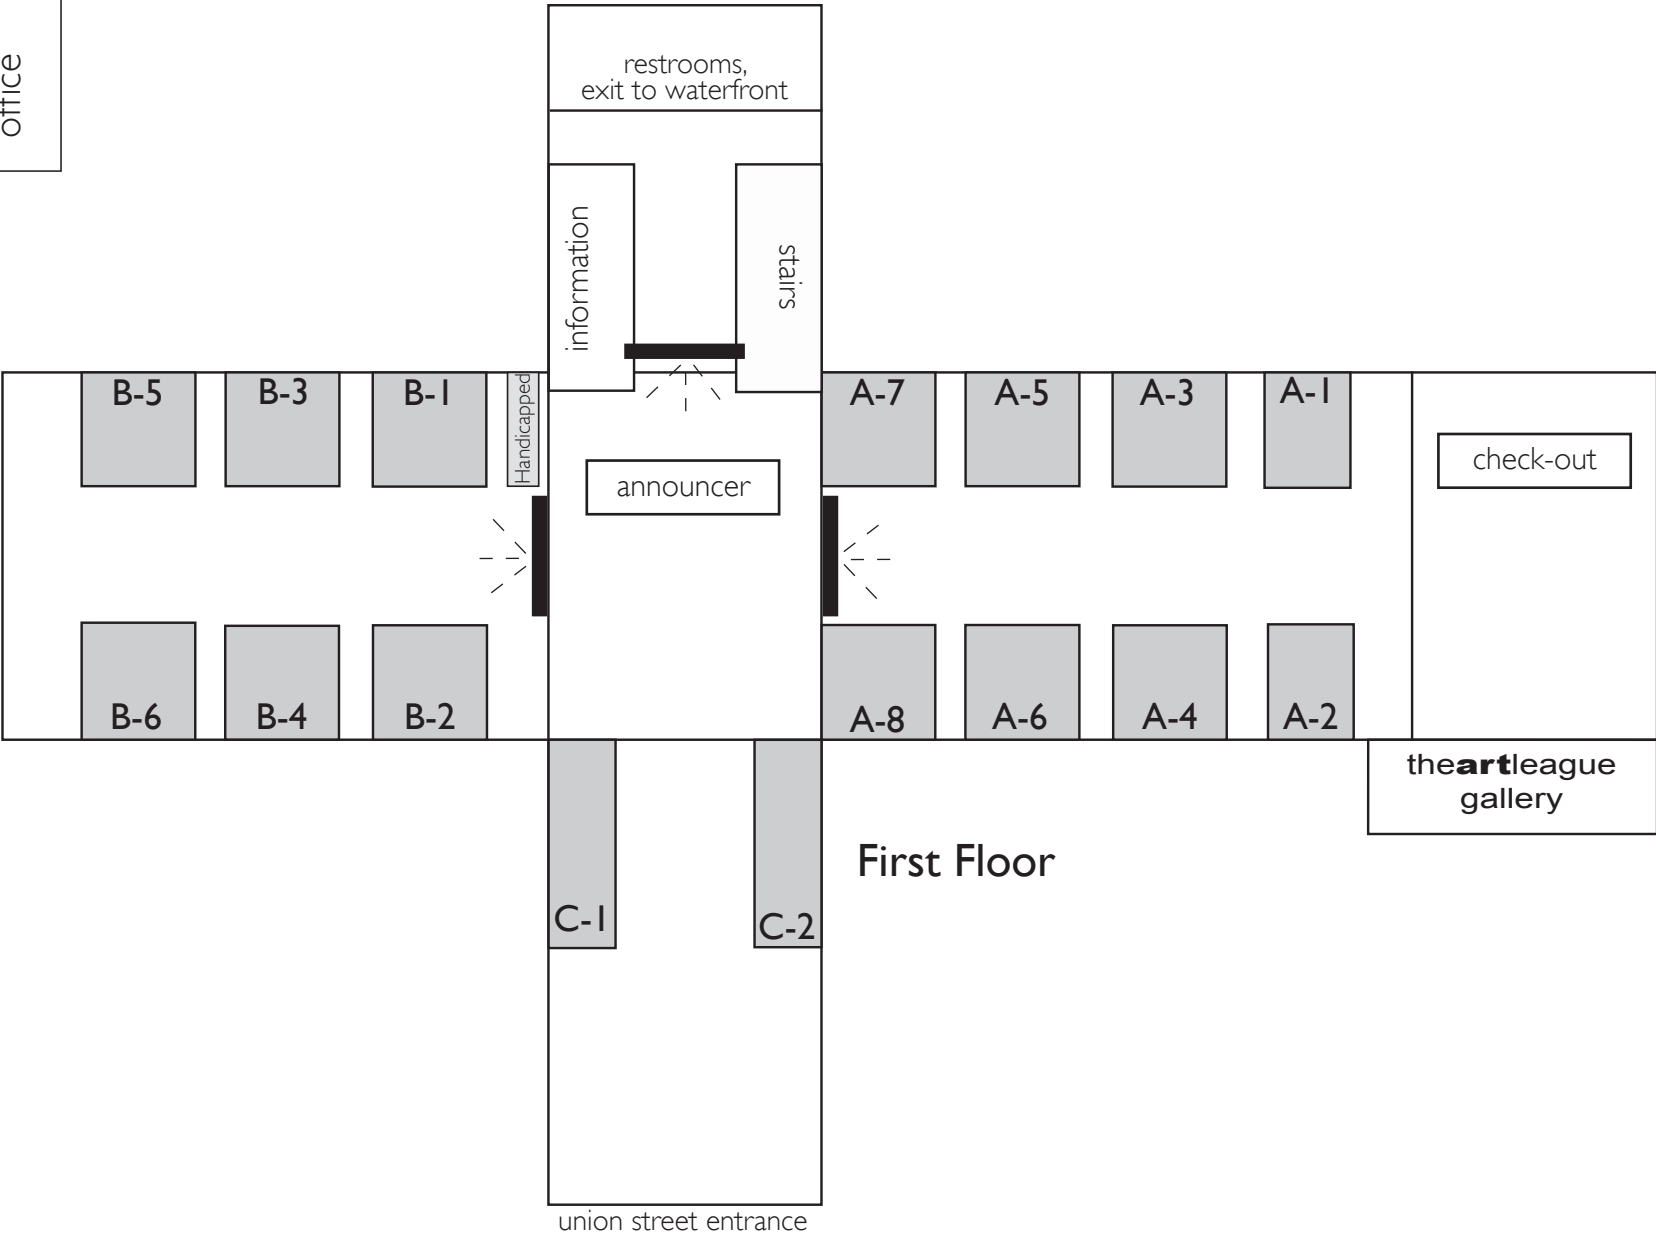 office
restrooms,
exit to waterfront
information
stairs
B-5
B-3
B-1
Handicapped
A-7
A-5
A-3
A-1
announcer
check-out
B-6
B-4
B-2
A-8
A-6
A-4
A-2
theartleague
gallery
First Floor
C-1
C-2
union street entrance